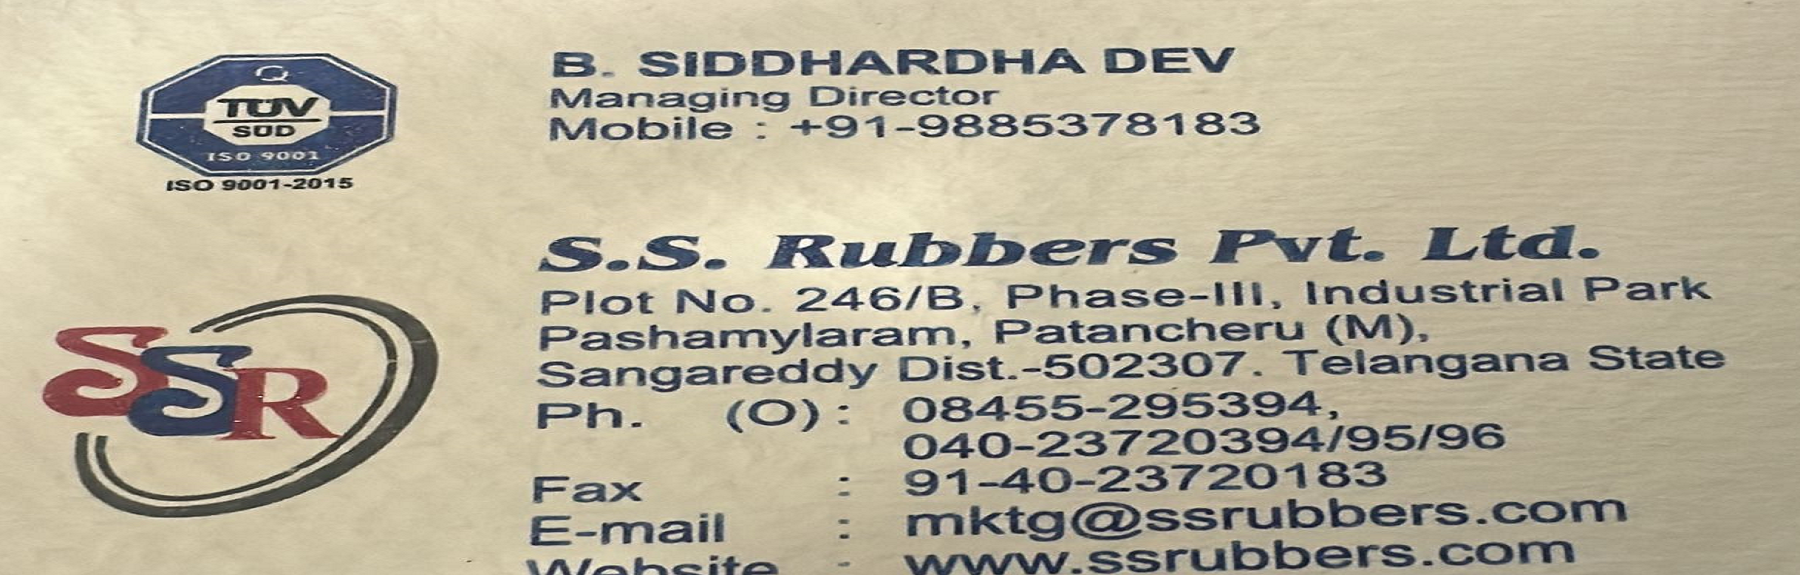 Q
TÜV
SÜD
ISO 9001
ISO 9001-2015
B. SIDDHARDHA DEV
Managing Director
Mobile : +91-9885378183
SSR
S.S. Rubbers Pvt. Ltd.
Plot No. 246/B, Phase-III, Industrial Park
Pashamylaram, Patancheru (M),
Sangareddy Dist.-502307. Telangana State
Ph. (O) : 08455-295394,
040-23720394/95/96
Fax : 91-40-23720183
E-mail : mktg@ssrubbers.com
Website : www.ssrubbers.com